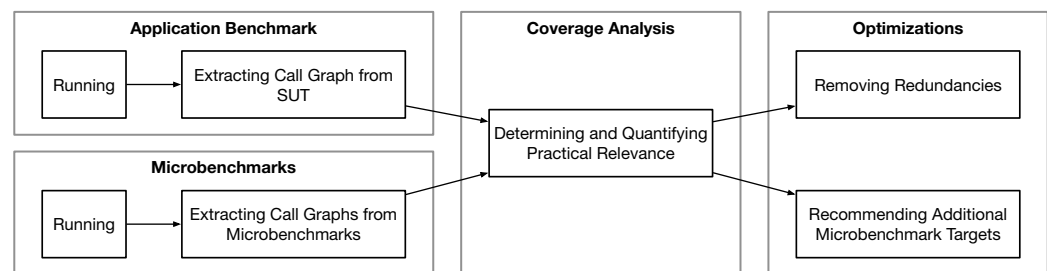 Application Benchmark
Running
Extracting Call Graph from
SUT
Microbenchmarks
Running
Extracting Call Graphs from
Microbenchmarks
Coverage Analysis
Determining and Quantifying
Practical Relevance
Optimizations
Removing Redundancies
Recommending Additional
Microbenchmark Targets